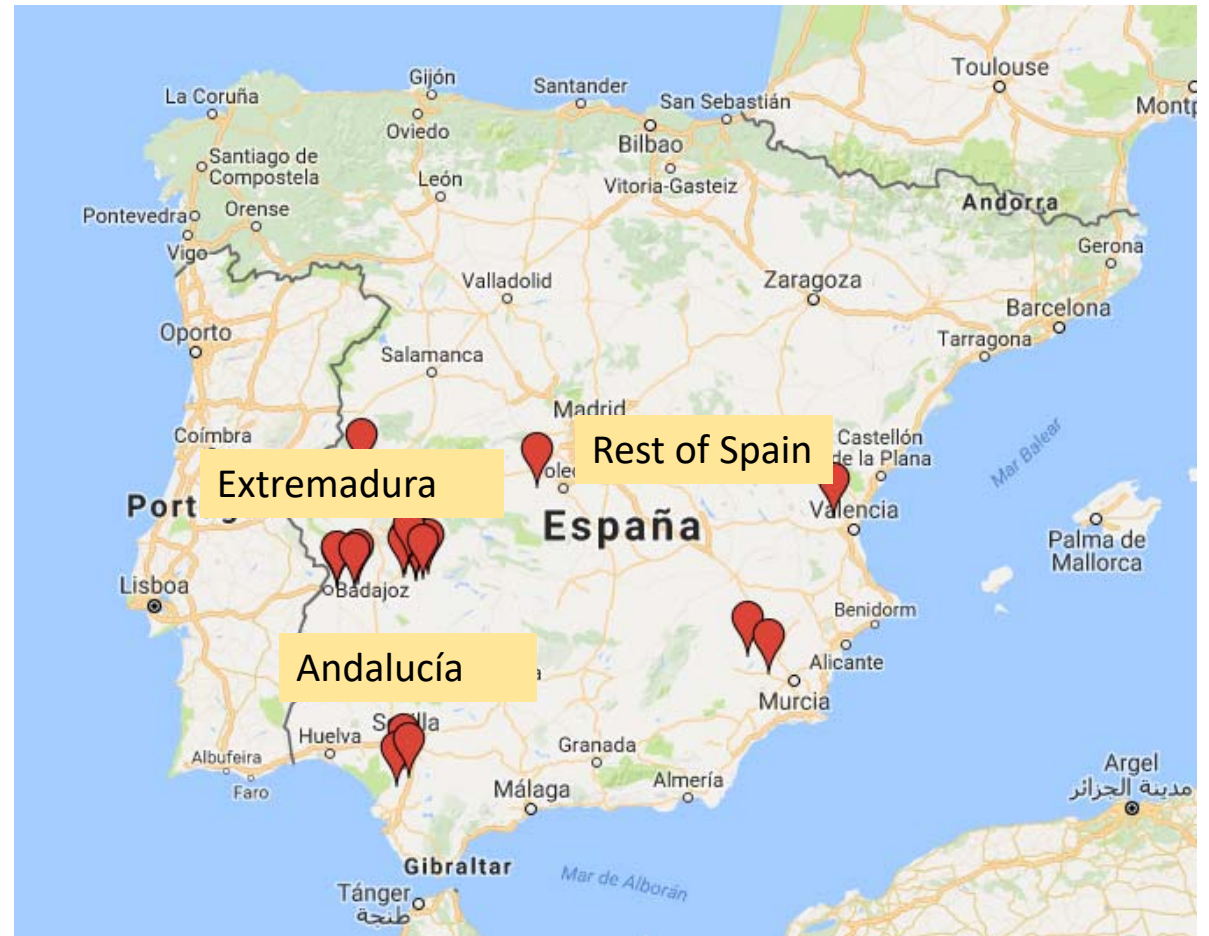 Toulouse
Gijón
Santander
La Coruña
San Sebastián
Montp
Oviedo
Bilbao
Santiago de
Compostela
León
Vitoria-Gasteiz
Andorra
Pontevedra
Orense
Vigo
Gerona
Valladolid
Zaragoza
Barcelona
Oporto
Tarragona
Salamanca
Madrid
Coímbra
Rest of Spain
Castellón
de la Plana
Mar Balear
Extremadura
Tole
Port
España
Valencia
Palma de
Mallorca
Lisboa
Badajoz
Benidorm
Andalucía
Alicante
Murcia
Huelva
Granada
Albufeira
Faro
Málaga
Almería
Argel
مدينة الجزائر
Gibraltar
Mar de Alborán
Tánger
طنجة